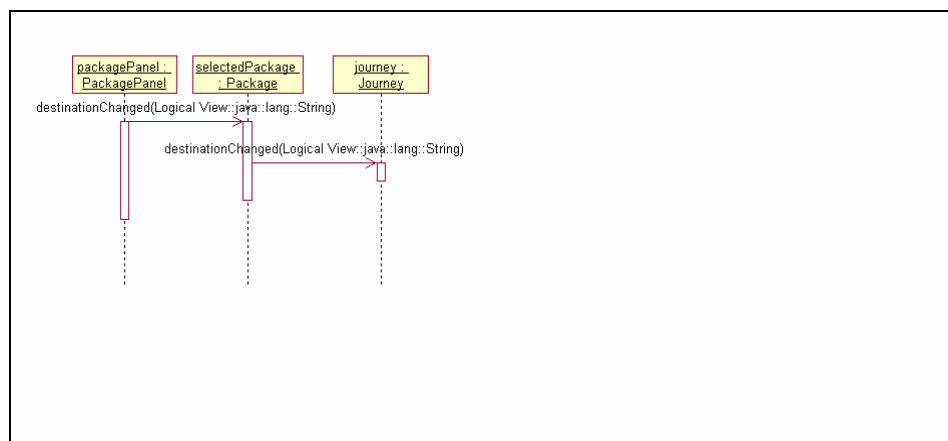 packagePanel :
PackagePanel
selectedPackage
: Package
journey :
Journey
destinationChanged(Logical View::java::lang::String)
destinationChanged(Logical View::java::lang::String)